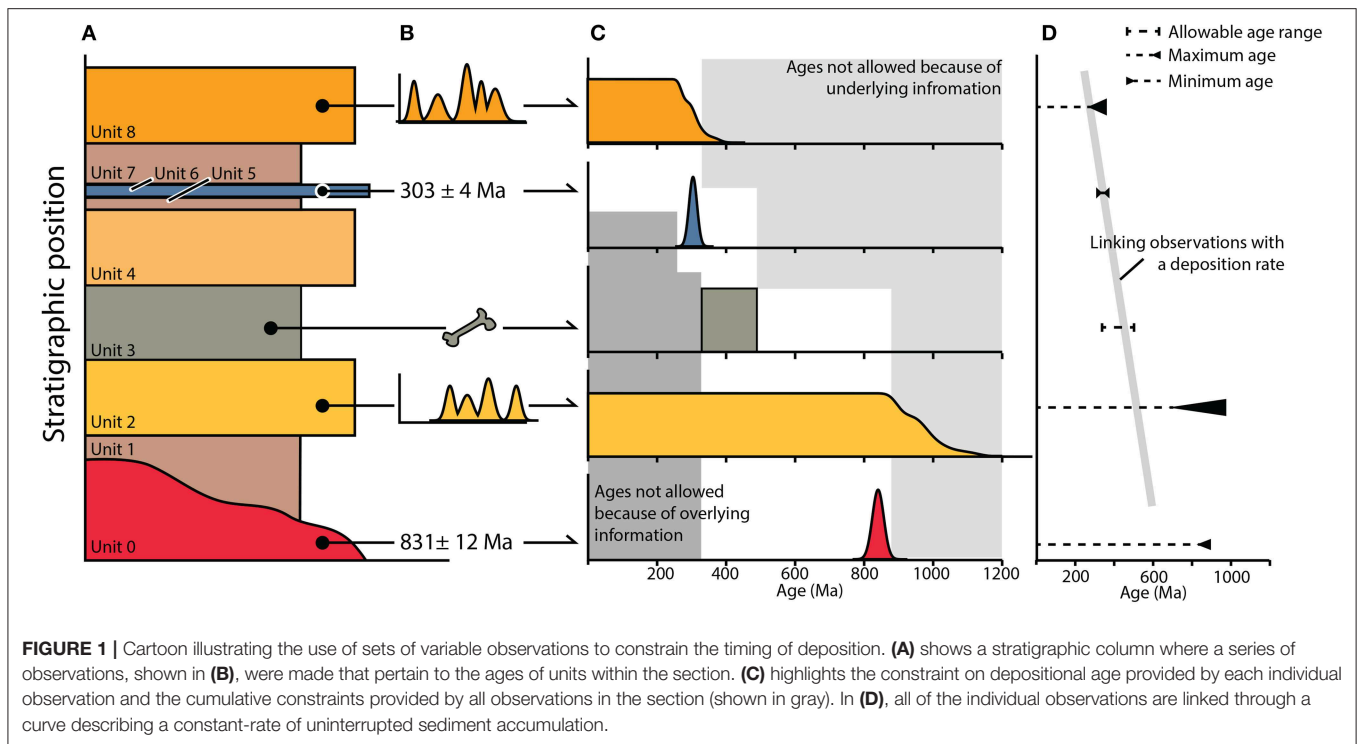 A
B
C
D
Allowable age range
Maximum age
Minimum age
Stratigraphic position
Unit 8
Unit 7
Unit 6
Unit 5
Unit 4
Unit 3
Unit 2
Unit 1
Unit 0
303 ± 4 Ma
831± 12 Ma
Ages not allowed because of
underlying infromation
Ages not allowed
because of overlying
information
200
400
600
800
1000
1200
Age (Ma)
Linking observations with
a deposition rate
200
600
1000
Age (Ma)
FIGURE 1 | Cartoon illustrating the use of sets of variable observations to constrain the timing of deposition. (A) shows a stratigraphic column where a series of
observations, shown in (B), were made that pertain to the ages of units within the section. (C) highlights the constraint on depositional age provided by each individual
observation and the cumulative constraints provided by all observations in the section (shown in gray). In (D), all of the individual observations are linked through a
curve describing a constant-rate of uninterrupted sediment accumulation.